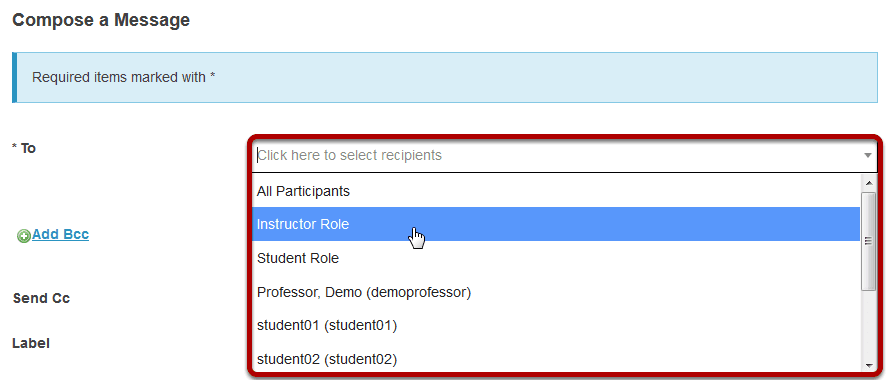 Compose a Message
Required items marked with *
* To
Click here to select recipients
All Participants
Instructor Role
Add Bcc
Student Role
Professor, Demo (demoprofessor)
Send Cc
student01 (student01)
Label
student02 (student02)